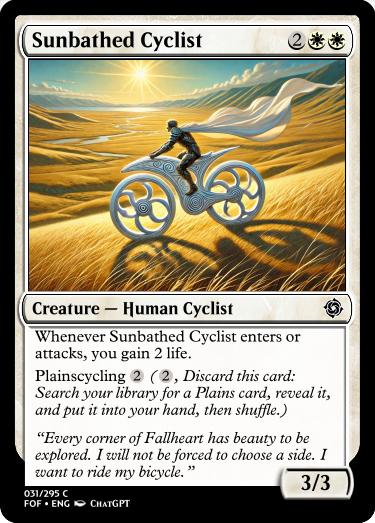 Sunbathed Cyclist 2
Creature — Human Cyclist
Whenever Sunbathed Cyclist enters or
attacks, you gain 2 life.
Plainscycling 2 (2, Discard this card:
Search your library for a Plains card, reveal it,
and put it into your hand, then shuffle.)
“Every corner of Fallheart has beauty to be
explored. I will not be forced to choose a side. I
want to ride my bicycle.”
3/3
031/295 C
FOF • ENG ChatGPT